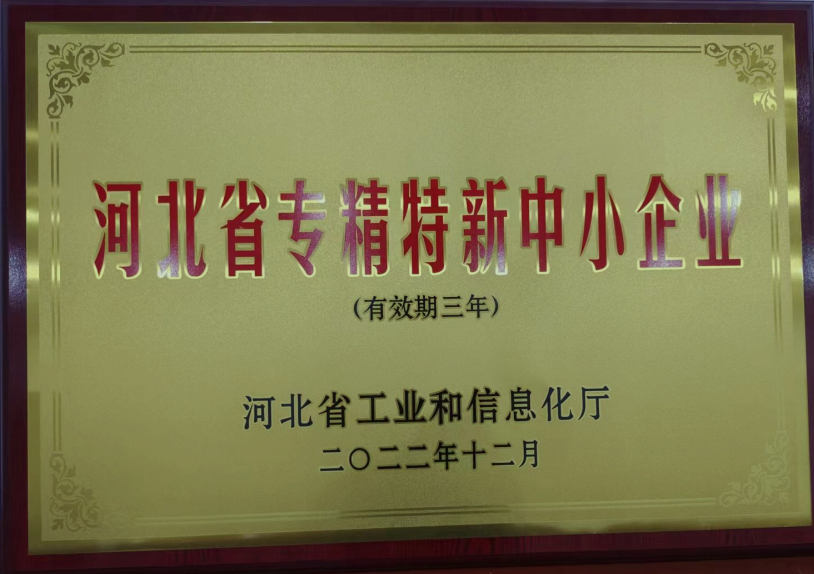 河北省专精特新中小企业
(有效期三年)
河北省工业和信息化厅
二〇二二年十二月